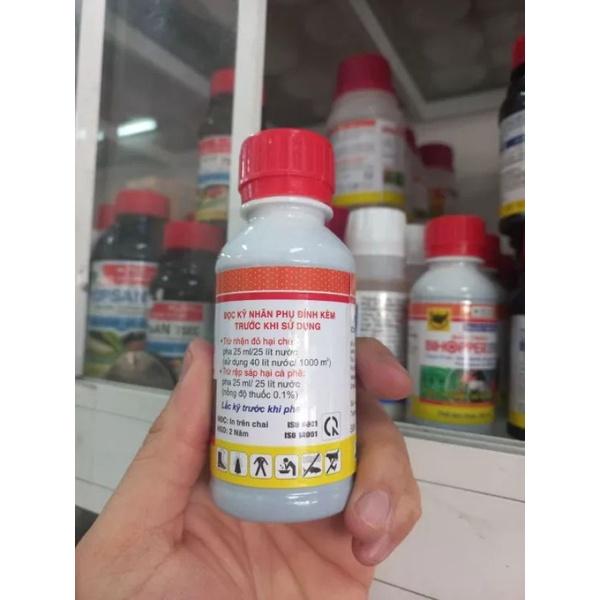 ĐỌC KỸ NHÃN PHỤ ĐÍNH KÈM
TRƯỚC KHI SỬ DỤNG
• Trừ nhện đỏ hại chè:
pha 25 ml/25 lít nước
(sử dụng 40 lít nước/ 1000 m²)
• Trừ rệp sáp hại cà phê:
pha 25 ml/ 25 lít nước
(nồng độ thuốc 0.1%)
Lắc kỹ trước khi pha
In trên chai
ISO 9001
HSD: 2 Năm
ISO 14001